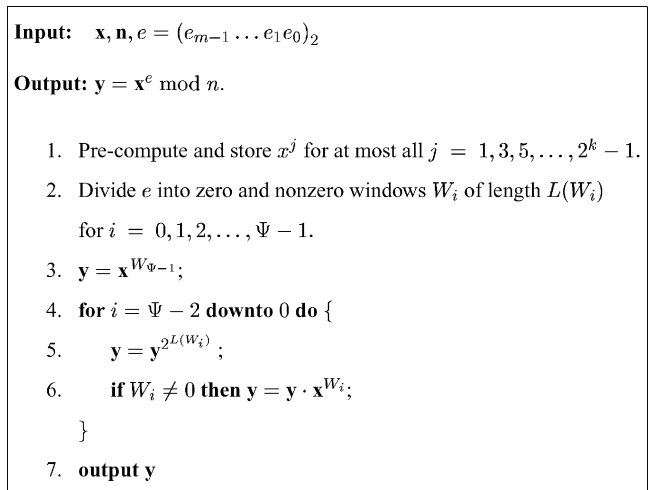 Input: x, n, e = (e_{m−1} … e_1 e_0)_2
Output: y = x^e mod n.
1. Pre-compute and store x^j for at most all j = 1, 3, 5, …, 2^k − 1.
2. Divide e into zero and nonzero windows W_i of length L(W_i)
for i = 0, 1, 2, …, Ψ − 1.
3. y = x^{W_{Ψ−1}};
4. for i = Ψ − 2 downto 0 do {
5. y = y^{2^{L(W_i)}} ;
6. if W_i ≠ 0 then y = y · x^{W_i};
}
7. output y